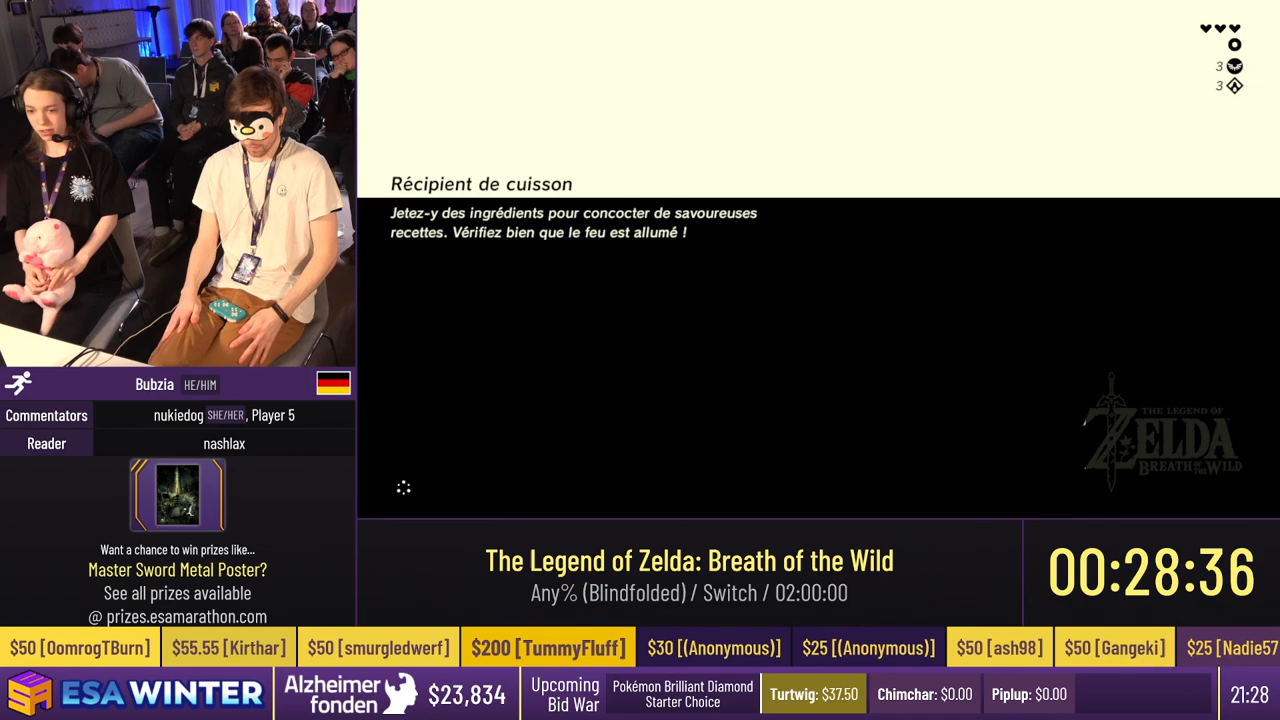 3
3
Récipient de cuisson
Jetez-y des ingrédients pour concocter de savoureuses
recettes. Vérifiez bien que le feu est allumé !
THE LEGEND OF
ZELDA
BREATH OF THE WILD
Bubzia HE/HIM
Commentators nukiedog SHE/HER, Player 5
Reader nashlax
Want a chance to win prizes like...
Master Sword Metal Poster?
See all prizes available
@ prizes.esamarathon.com
The Legend of Zelda: Breath of the Wild
Any% (Blindfolded) / Switch / 02:00:00
00:28:36
$50 [OomrogTBurn] $55.55 [Kirthar] $50 [smurgledwerf] $200 [TummyFluff] $30 [(Anonymous)] $25 [(Anonymous)] $50 [ash98] $50 [Gangeki] $25 [Nadie57
ESA WINTER
Alzheimer
fonden
$23,834
Upcoming
Bid War
Pokémon Brilliant Diamond
Starter Choice
Turtwig: $37.50 Chimchar: $0.00 Piplup: $0.00
21:28